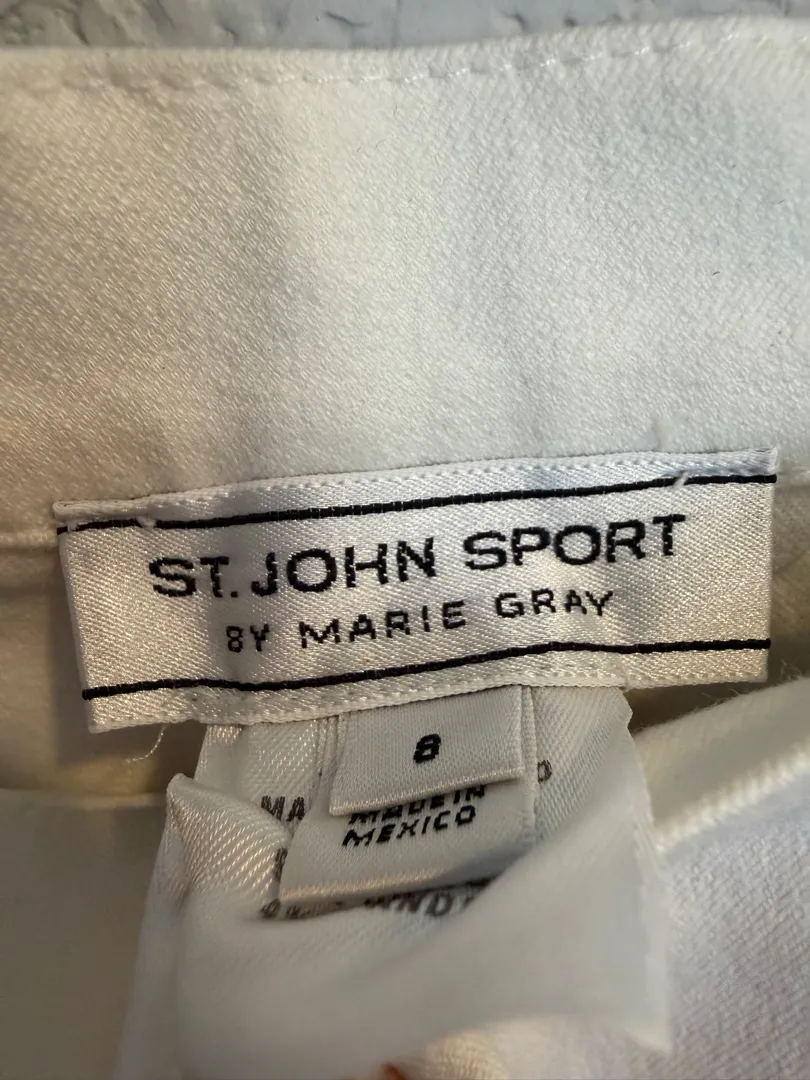 ST. JOHN SPORT
BY MARIE GRAY
8
MADE IN
MEXICO